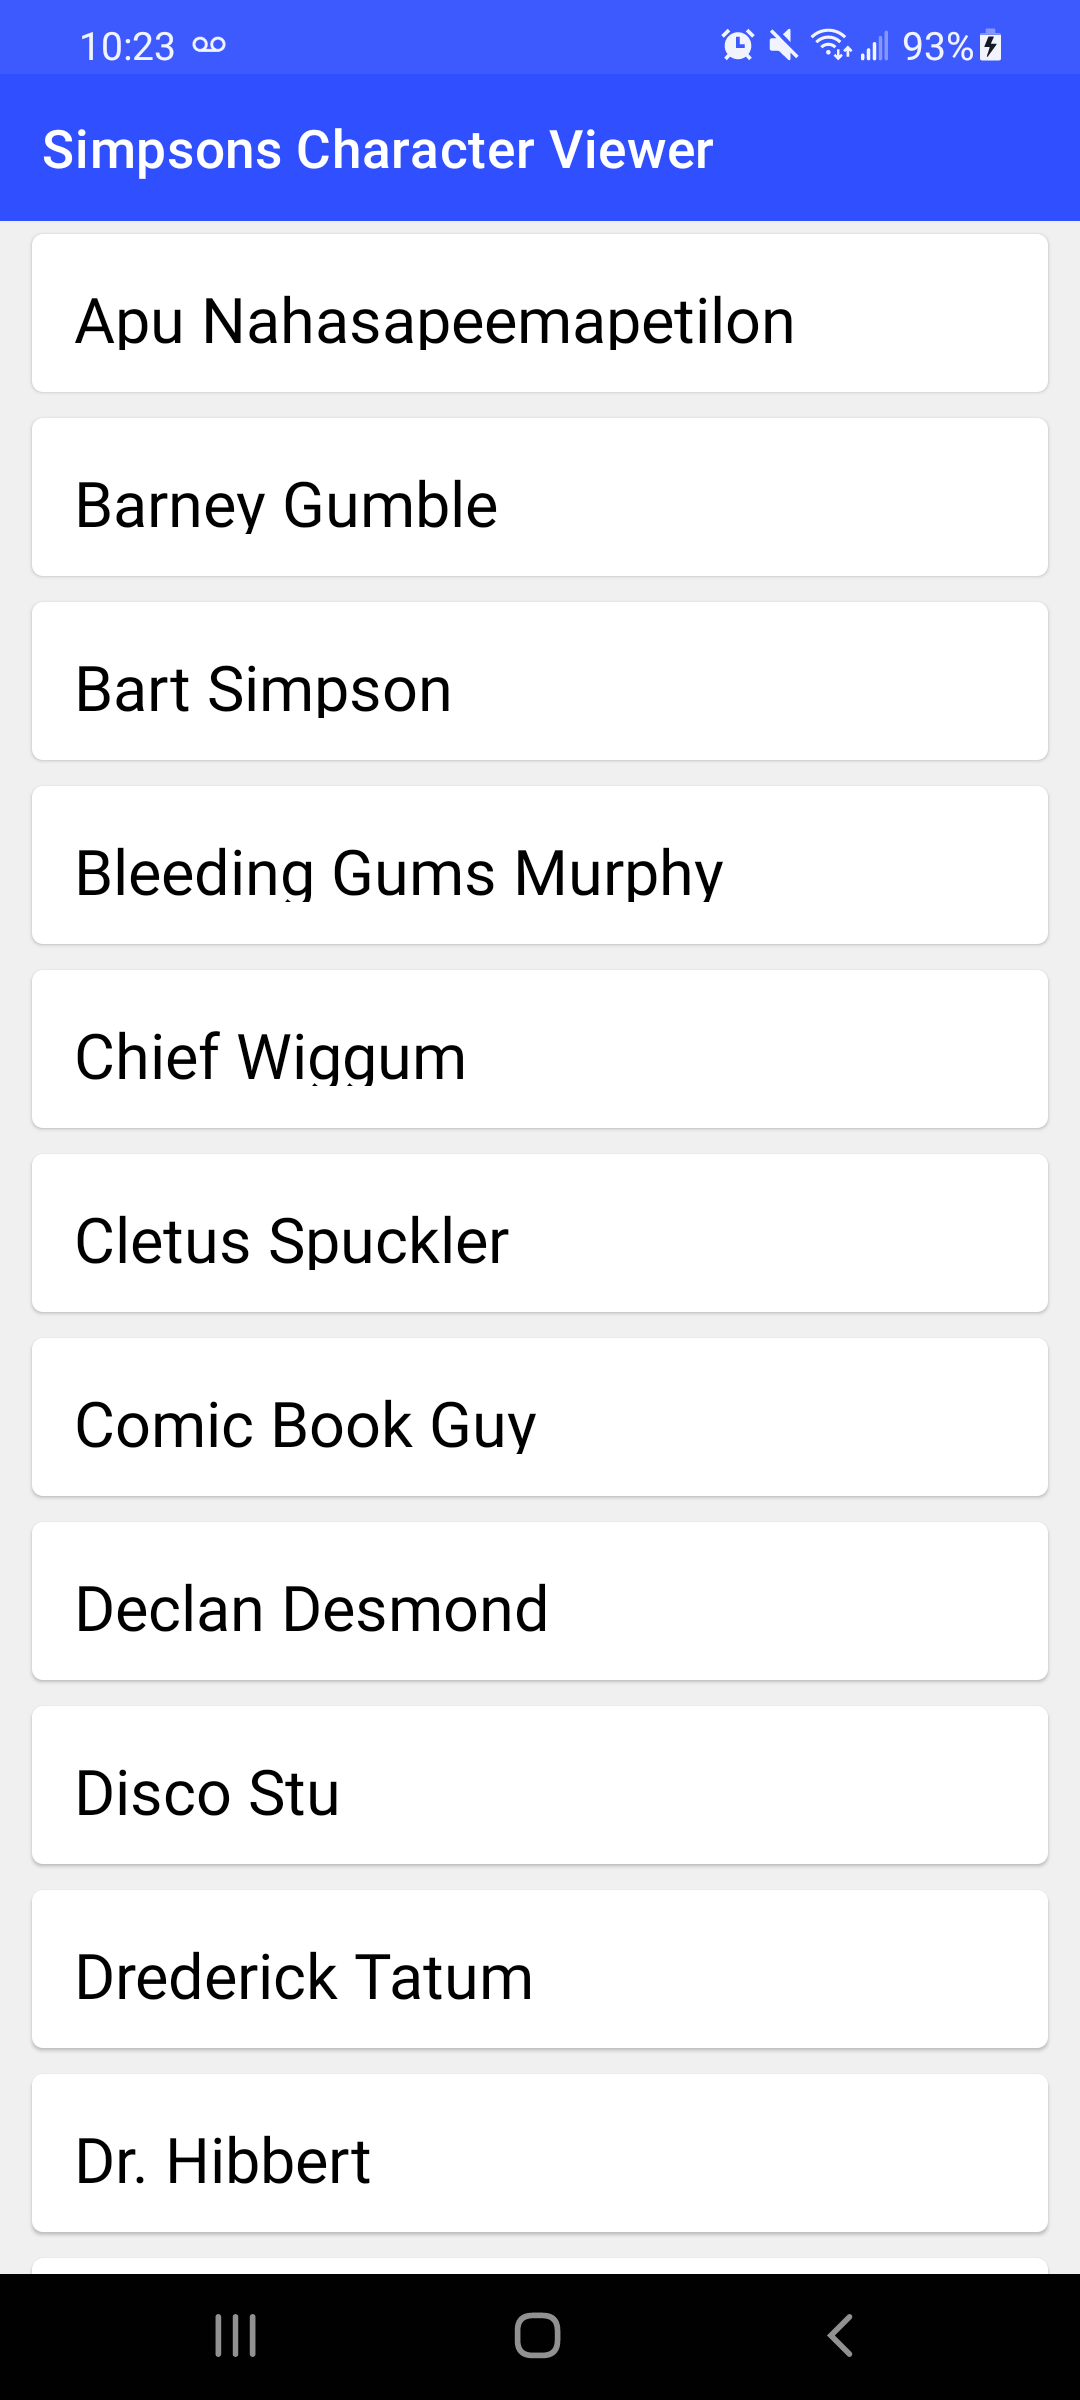 10:23 93%
Simpsons Character Viewer
Apu Nahasapeemapetilon
Barney Gumble
Bart Simpson
Bleeding Gums Murphy
Chief Wiggum
Cletus Spuckler
Comic Book Guy
Declan Desmond
Disco Stu
Drederick Tatum
Dr. Hibbert